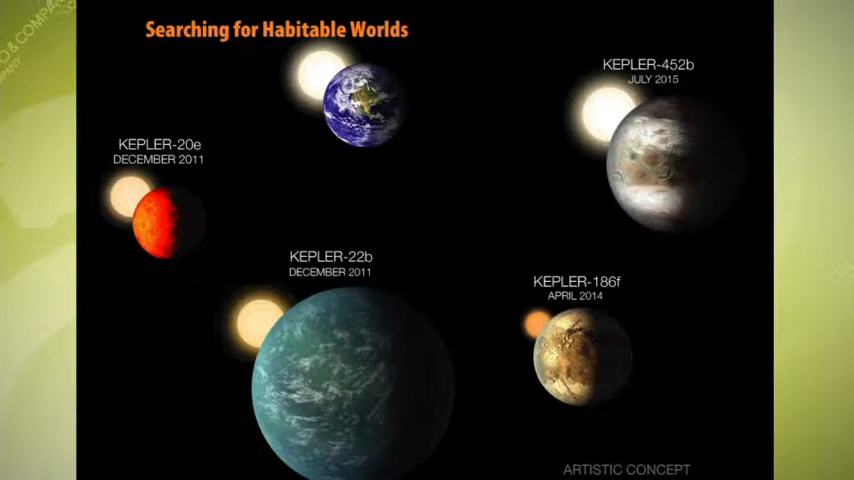 Searching for Habitable Worlds
KEPLER-452b
JULY 2015
KEPLER-20e
DECEMBER 2011
KEPLER-22b
DECEMBER 2011
KEPLER-186f
APRIL 2014
ARTISTIC CONCEPT